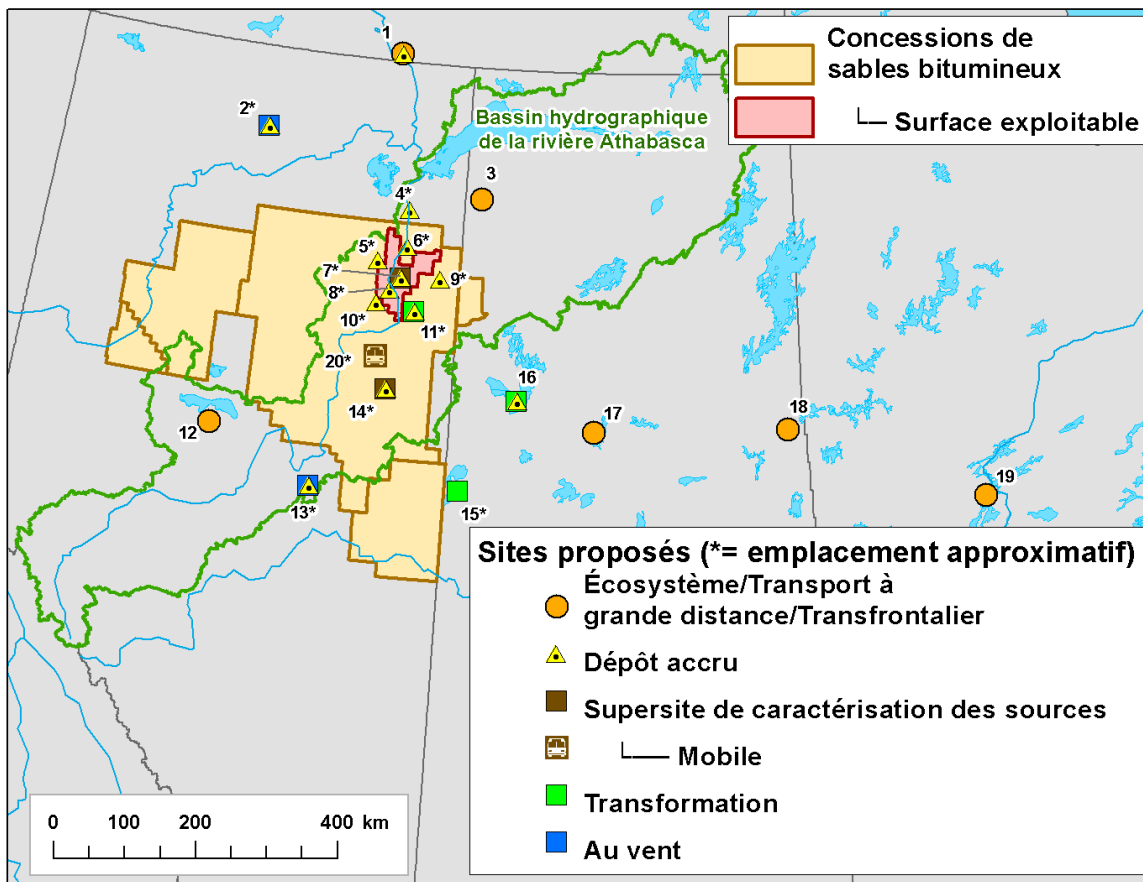 1
Concessions de
sables bitumineux
Surface exploitable
2*
Bassin hydrographique
de la rivière Athabasca
3
4*
5*
6*
7*
8*
9*
10*
11*
20*
14*
12
16
17
18
19
13*
15*
Sites proposés (*= emplacement approximatif)
Écosystème/Transport à
grande distance/Transfrontalier
Dépôt accru
Supersite de caractérisation des sources
Mobile
Transformation
Au vent
0 100 200 400 km